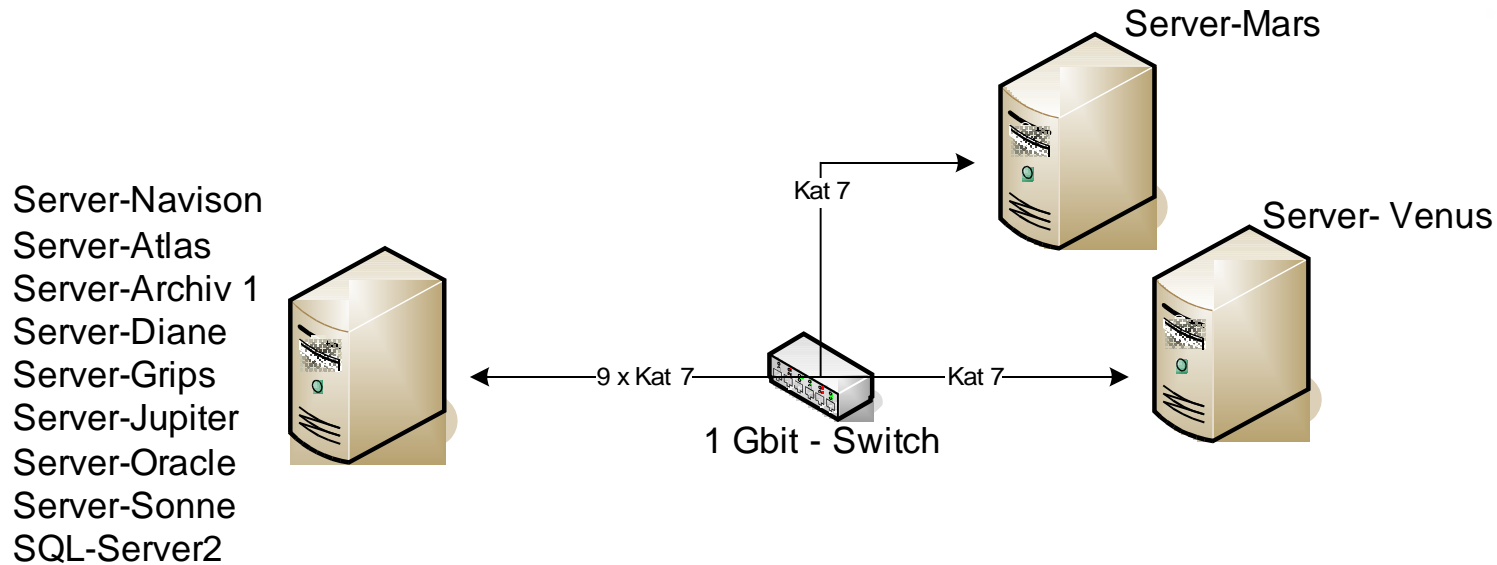 Server-Mars
Kat 7
Server-Navison
Server-Atlas
Server-Archiv 1
Server-Diane
Server-Grips
Server-Jupiter
Server-Oracle
Server-Sonne
SQL-Server2
Server- Venus
9 x Kat 7
Kat 7
1 Gbit - Switch